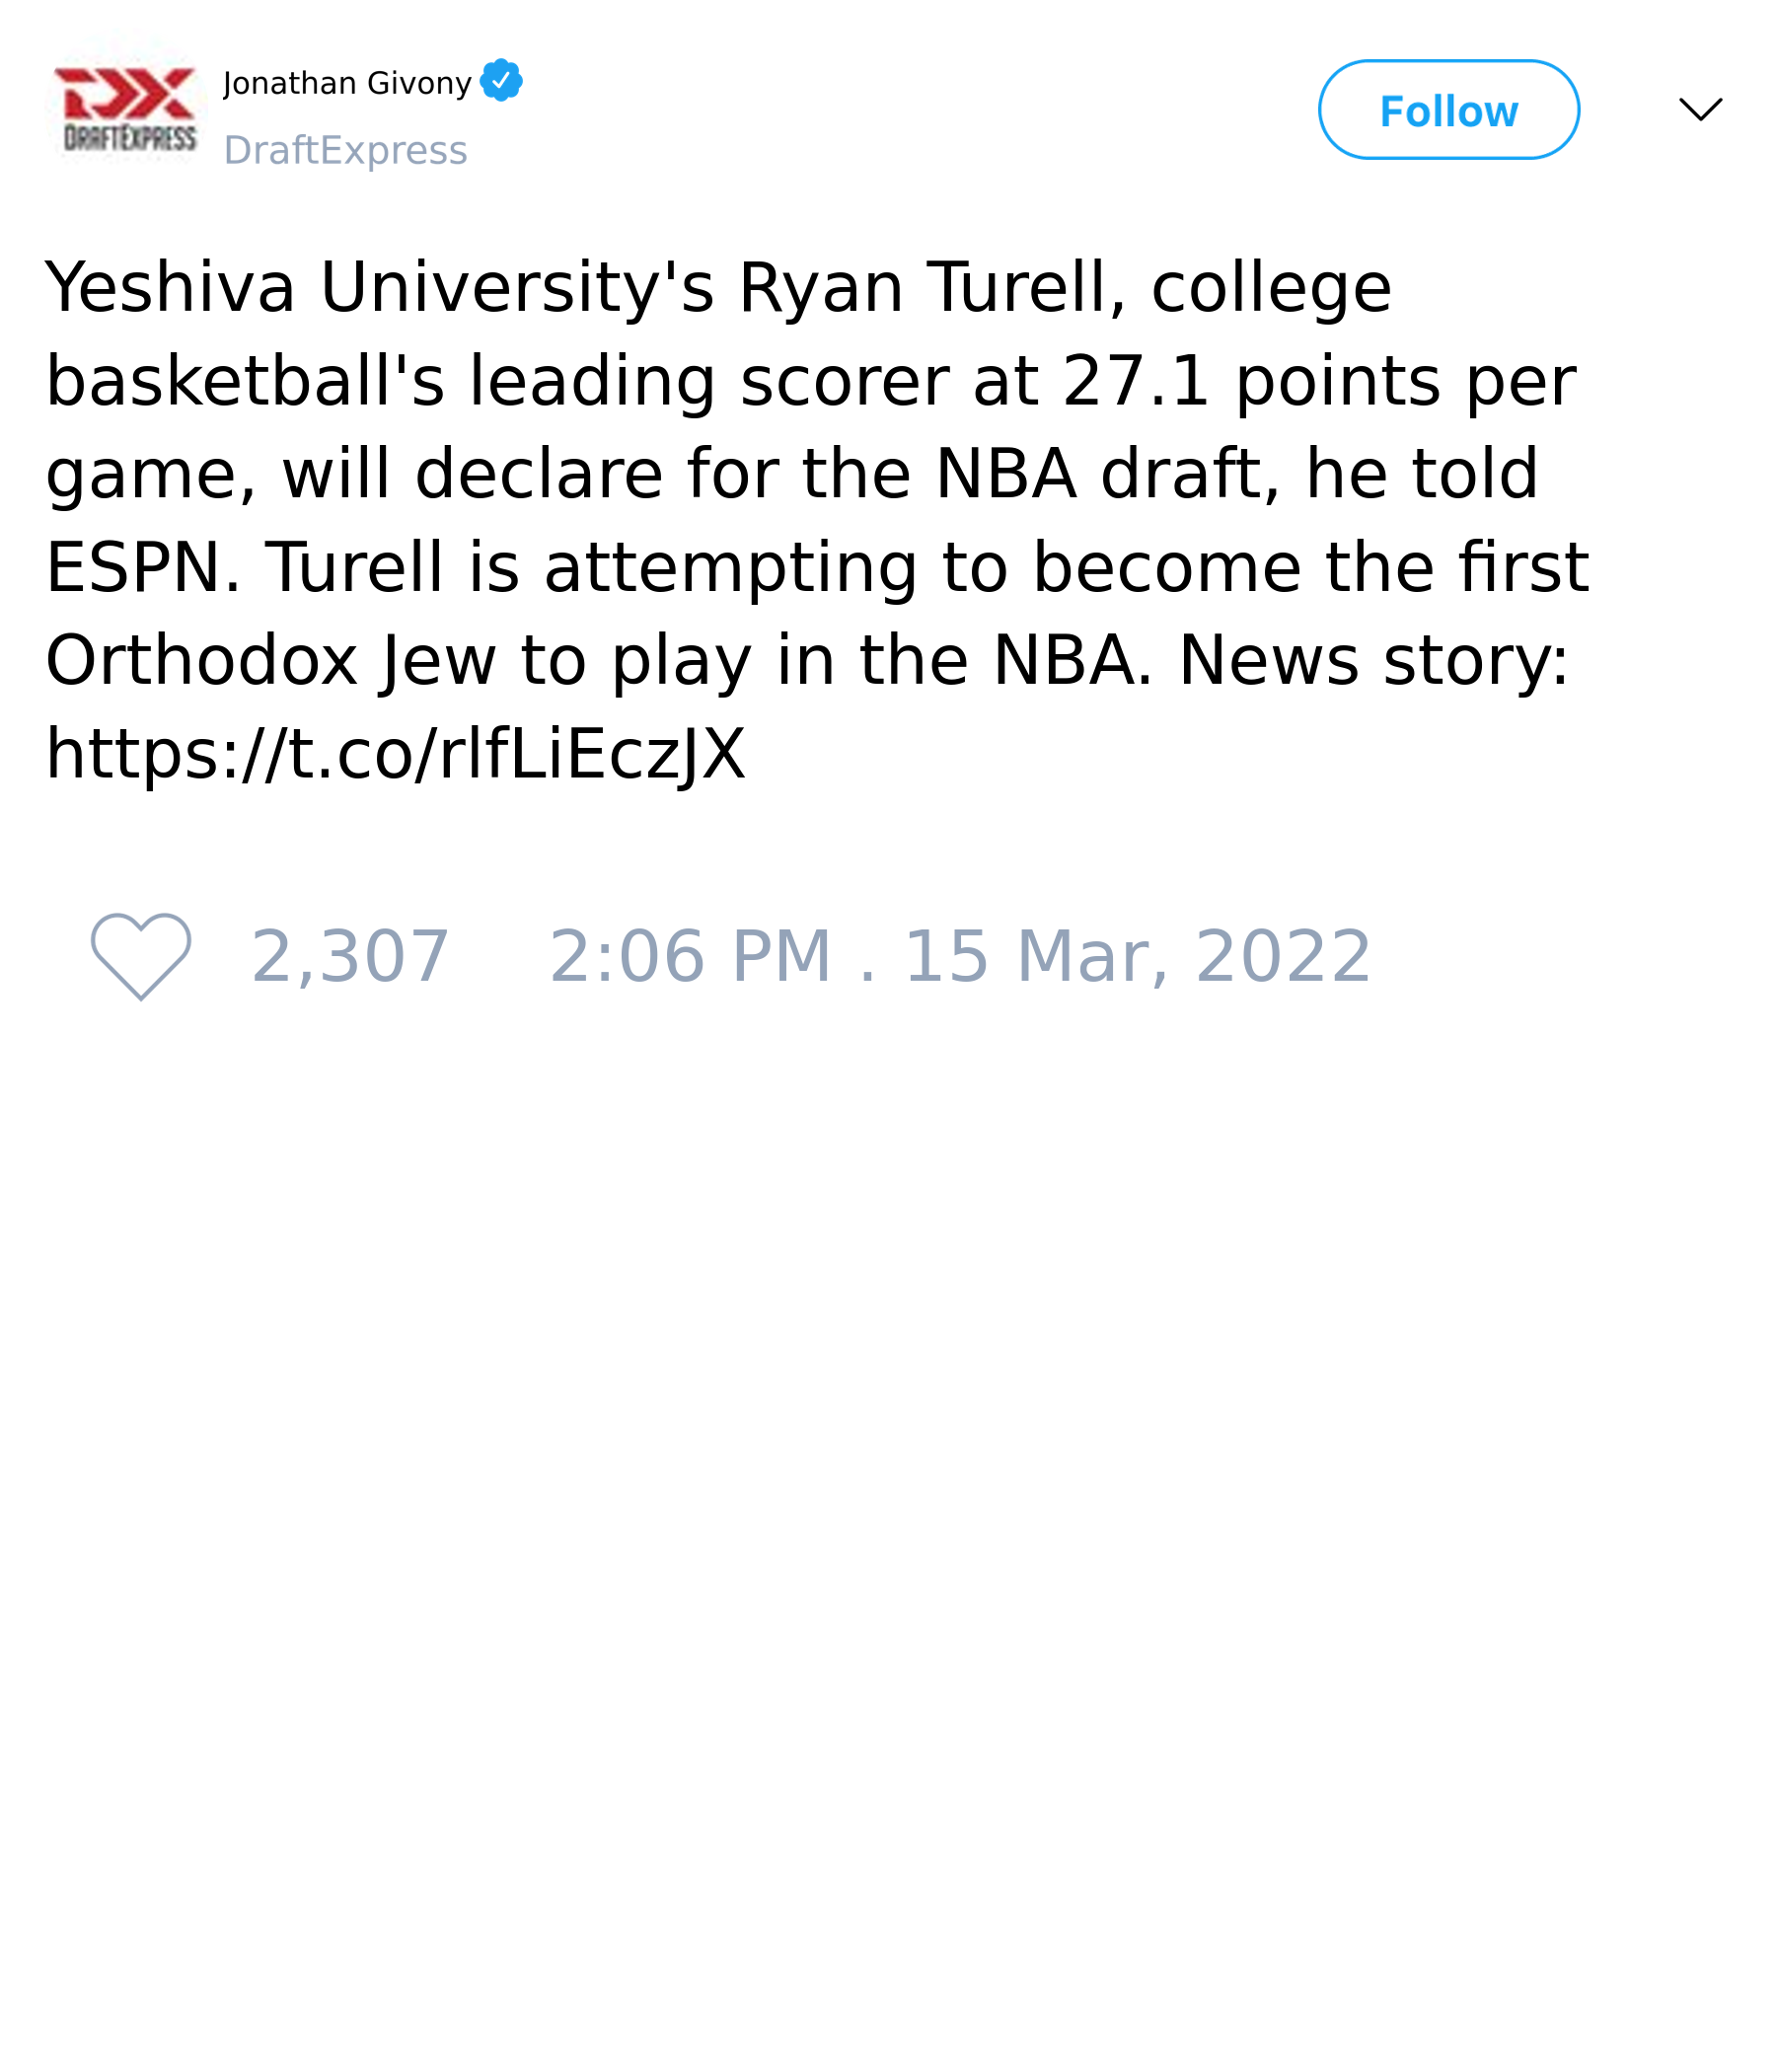 DRAFTEXPRESS
Jonathan Givony
DraftExpress
Follow
Yeshiva University's Ryan Turell, college
basketball's leading scorer at 27.1 points per
game, will declare for the NBA draft, he told
ESPN. Turell is attempting to become the first
Orthodox Jew to play in the NBA. News story:
https://t.co/rlfLiEczJX
2,307 2:06 PM . 15 Mar, 2022